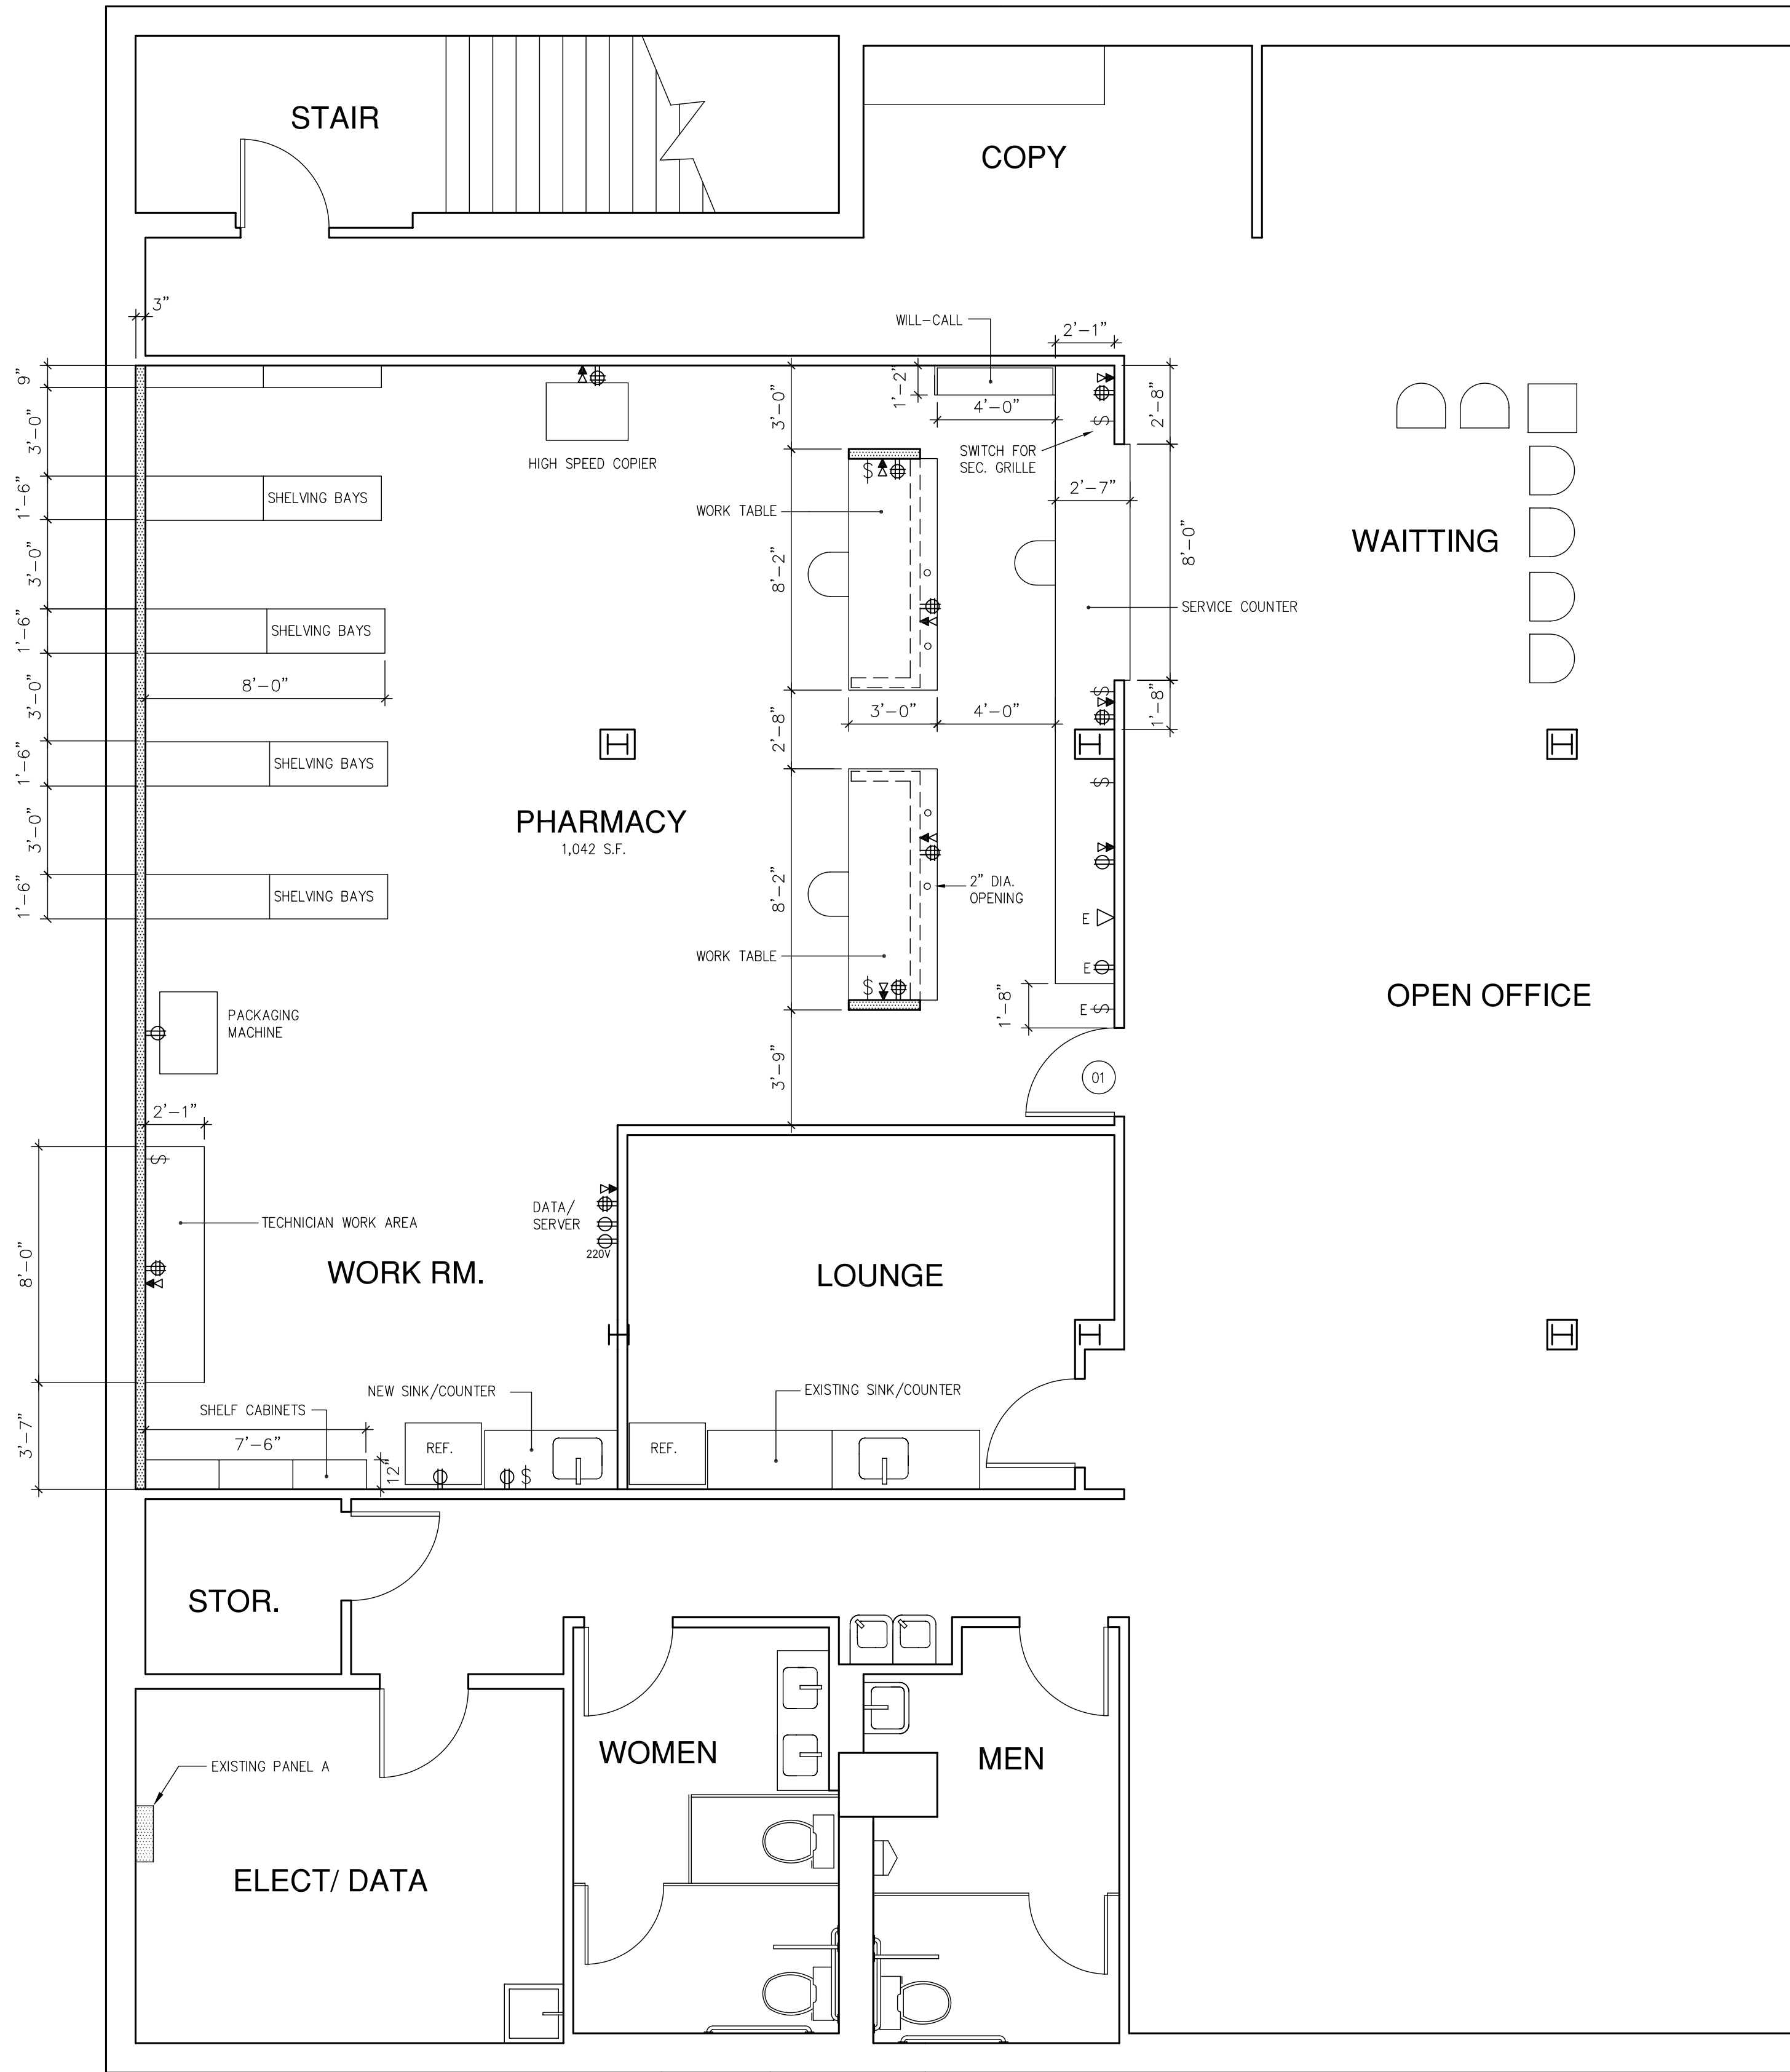 STAIR
COPY
3"
WILL-CALL
2'-1"
9"
3'-0"
1'-2"
4'-0"
2'-8"
3'-0"
HIGH SPEED COPIER
SWITCH FOR
SEC. GRILLE
$
$
1'-6"
SHELVING BAYS
WORK TABLE
2'-7"
WAITTING
3'-0"
8'-2"
8'-0"
SERVICE COUNTER
1'-6"
SHELVING BAYS
8'-0"
3'-0"
3'-0"
4'-0"
$
1'-8"
2'-8"
1'-6"
SHELVING BAYS
$
PHARMACY
1,042 S.F.
3'-0"
8'-2"
2" DIA.
OPENING
1'-6"
SHELVING BAYS
E
WORK TABLE
E
$
1'-8"
E $
OPEN OFFICE
PACKAGING
MACHINE
3'-9"
01
2'-1"
$
DATA/
SERVER
220V
TECHNICIAN WORK AREA
8'-0"
WORK RM.
LOUNGE
NEW SINK/COUNTER
EXISTING SINK/COUNTER
SHELF CABINETS
3'-7"
7'-6"
12"
REF.
$
REF.
STOR.
WOMEN
MEN
EXISTING PANEL A
ELECT/ DATA